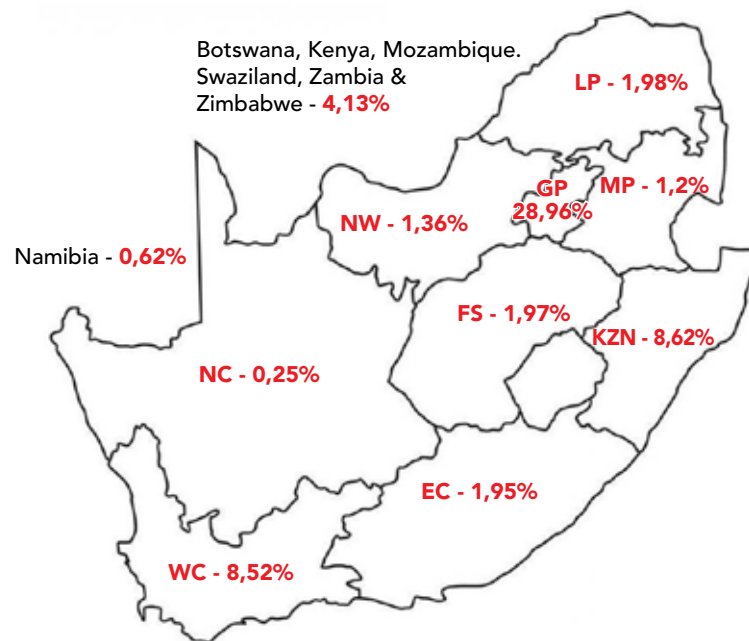 Botswana, Kenya, Mozambique.
Swaziland, Zambia &
Zimbabwe - 4,13%
LP - 1,98%
GP
28,96%
MP - 1,2%
NW - 1,36%
Namibia - 0,62%
FS - 1,97%
KZN - 8,62%
NC - 0,25%
EC - 1,95%
WC - 8,52%